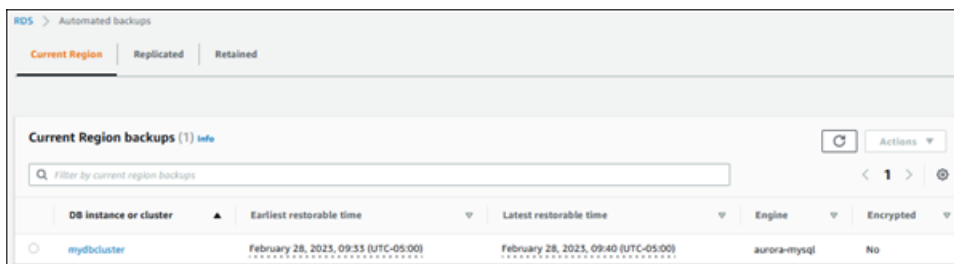 RDS > Automated backups
Current Region Replicated Retained
Current Region backups (1) Info
Actions
Filter by current region backups
< 1 >
DB instance or cluster Earliest restorable time Latest restorable time Engine Encrypted
mydbcluster February 28, 2023, 09:33 (UTC-05:00) February 28, 2023, 09:40 (UTC-05:00) aurora-mysql No